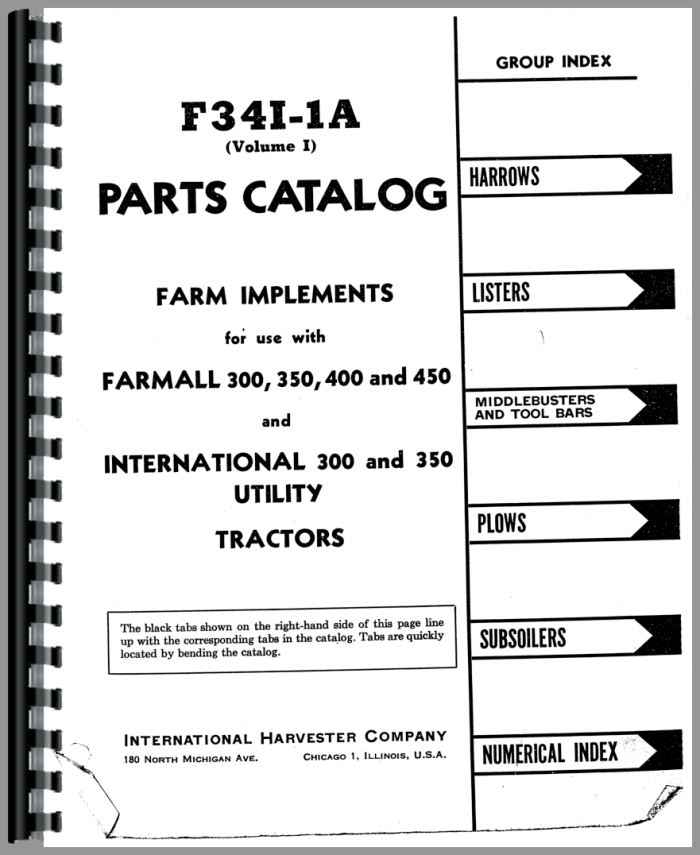 F34I-1A
(Volume I)
PARTS CATALOG
FARM IMPLEMENTS
for use with
FARMALL 300, 350, 400 and 450
and
INTERNATIONAL 300 and 350
UTILITY
TRACTORS
The black tabs shown on the right-hand side of this page line
up with the corresponding tabs in the catalog. Tabs are quickly
located by bending the catalog.
INTERNATIONAL HARVESTER COMPANY
180 NORTH MICHIGAN AVE. CHICAGO 1, ILLINOIS, U.S.A.
GROUP INDEX
HARROWS
LISTERS
MIDDLEBUSTERS
AND TOOL BARS
PLOWS
SUBSOILERS
NUMERICAL INDEX